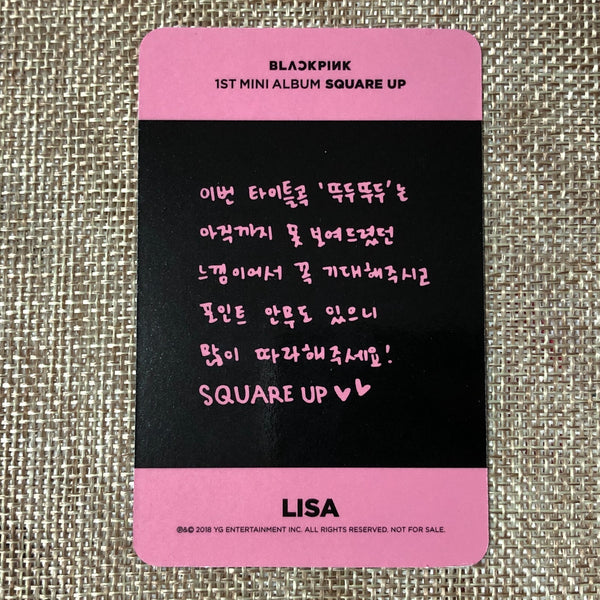 BLACKPINK
1ST MINI ALBUM SQUARE UP
이번 타이틀곡 '뚜두뚜두'는
아직까지 못 보여드렸던
느낌이어서 꼭 기대해주시고
포인트 안무도 있으니
많이 따라해주세요!
SQUARE UP
LISA
℗&© 2018 YG ENTERTAINMENT INC. ALL RIGHTS RESERVED. NOT FOR SALE.